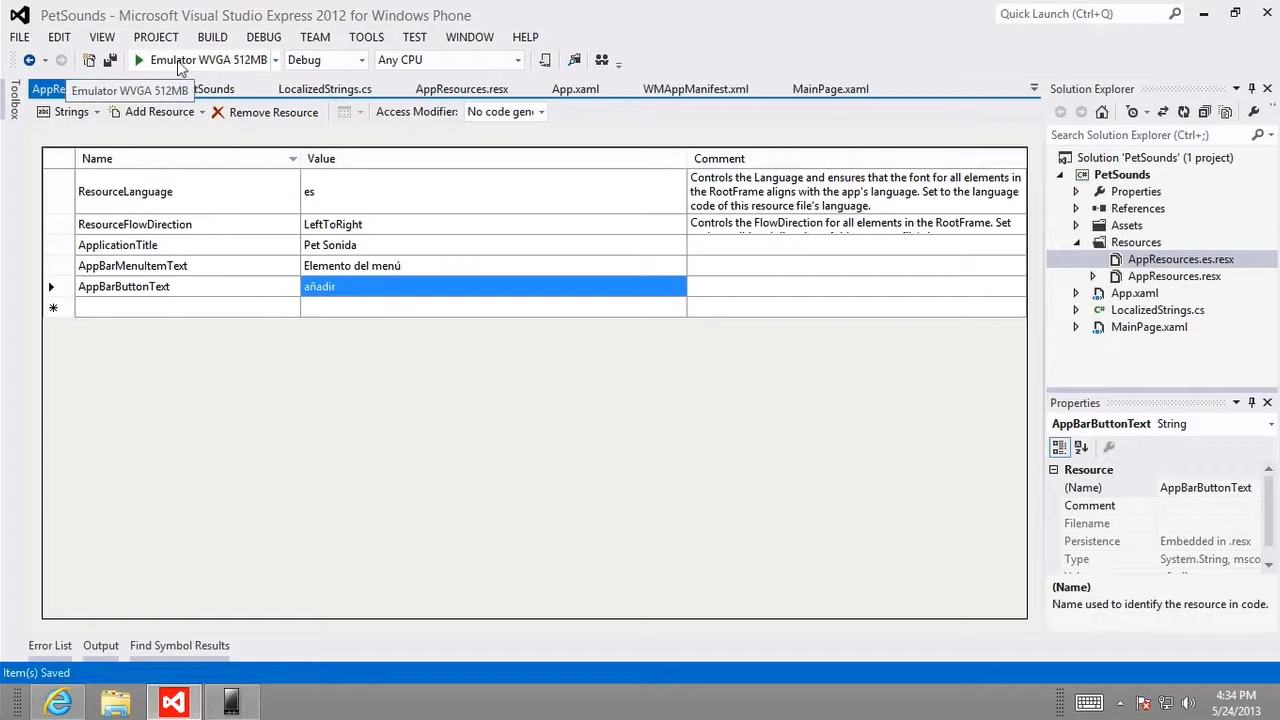 PetSounds - Microsoft Visual Studio Express 2012 for Windows Phone
Quick Launch (Ctrl+Q)
FILE EDIT VIEW PROJECT BUILD DEBUG TEAM TOOLS TEST WINDOW HELP
Emulator WVGA 512MB Debug Any CPU
Toolbox
LocalizedStrings.cs AppResources.resx App.xaml WMAppManifest.xml MainPage.xaml
Emulator WVGA 512MB
Strings Add Resource Remove Resource Access Modifier: No code gen
Name Value Comment
ResourceLanguage es Controls the Language and ensures that the font for all elements in
the RootFrame aligns with the app's language. Set to the language
code of this resource file's language.
ResourceFlowDirection LeftToRight Controls the FlowDirection for all elements in the RootFrame. Set
ApplicationTitle Pet Sonida
AppBarMenuItemText Elemento del menú
AppBarButtonText añadir
Solution Explorer
Search Solution Explorer (Ctrl+;)
Solution 'PetSounds' (1 project)
PetSounds
Properties
References
Assets
Resources
AppResources.es.resx
AppResources.resx
App.xaml
LocalizedStrings.cs
MainPage.xaml
Properties
AppBarButtonText String
Resource
(Name) AppBarButtonText
Comment
Filename
Persistence Embedded in .resx
Type System.String, msco
(Name)
Name used to identify the resource in code.
Error List Output Find Symbol Results
Item(s) Saved
4:34 PM
5/24/2013